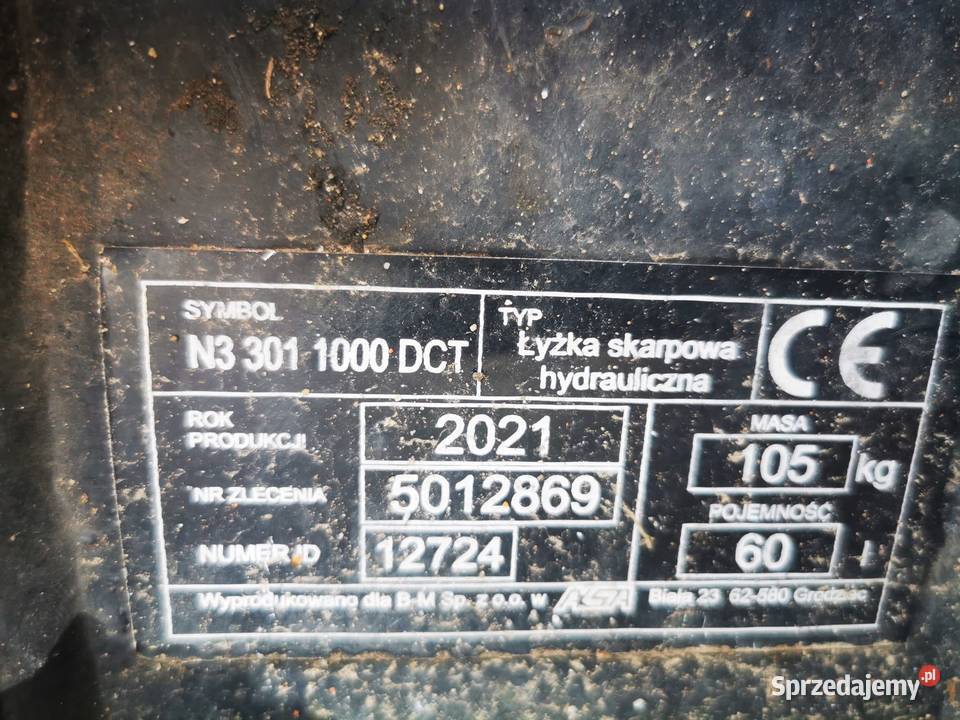 SYMBOL
N3 301 1000 DCT
TYP
Łyżka skarpowa
hydrauliczna
CE
ROK
PRODUKCJI
2021
NR ZLECENIA
5012869
NUMER ID
12724
MASA
105 kg
POJEMNOŚĆ
60 l
Wyprodukowano dla B-M Sp. z o.o. w Biała 23 62-580 Grodziec
Sprzedajemy.pl